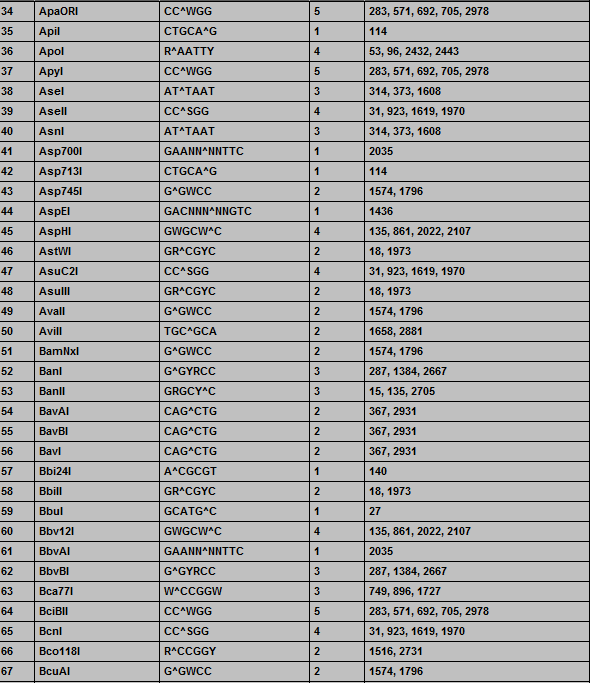 34 ApaORI CC^WGG 5 283, 571, 692, 705, 2978
35 ApiI CTGCA^G 1 114
36 ApoI R^AATTY 4 53, 96, 2432, 2443
37 ApyI CC^WGG 5 283, 571, 692, 705, 2978
38 AseI AT^TAAT 3 314, 373, 1608
39 AseII CC^SGG 4 31, 923, 1619, 1970
40 AsnI AT^TAAT 3 314, 373, 1608
41 Asp700I GAANN^NNTTC 1 2035
42 Asp713I CTGCA^G 1 114
43 Asp745I G^GWCC 2 1574, 1796
44 AspEI GACNNN^NNGTC 1 1436
45 AspHI GWGCW^C 4 135, 861, 2022, 2107
46 AstWI GR^CGYC 2 18, 1973
47 AsuC2I CC^SGG 4 31, 923, 1619, 1970
48 AsuIII GR^CGYC 2 18, 1973
49 AvaII G^GWCC 2 1574, 1796
50 AviII TGC^GCA 2 1658, 2881
51 BamNxI G^GWCC 2 1574, 1796
52 BanI G^GYRCC 3 287, 1384, 2667
53 BanII GRGCY^C 3 15, 135, 2705
54 BavAI CAG^CTG 2 367, 2931
55 BavBI CAG^CTG 2 367, 2931
56 BavI CAG^CTG 2 367, 2931
57 Bbi24I A^CGCGT 1 140
58 BbiII GR^CGYC 2 18, 1973
59 BbuI GCATG^C 1 27
60 Bbv12I GWGCW^C 4 135, 861, 2022, 2107
61 BbvAI GAANN^NNTTC 1 2035
62 BbvBI G^GYRCC 3 287, 1384, 2667
63 Bca77I W^CCGGW 3 749, 896, 1727
64 BciBII CC^WGG 5 283, 571, 692, 705, 2978
65 BcnI CC^SGG 4 31, 923, 1619, 1970
66 Bco118I R^CCGGY 2 1516, 2731
67 BcuAI G^GWCC 2 1574, 1796